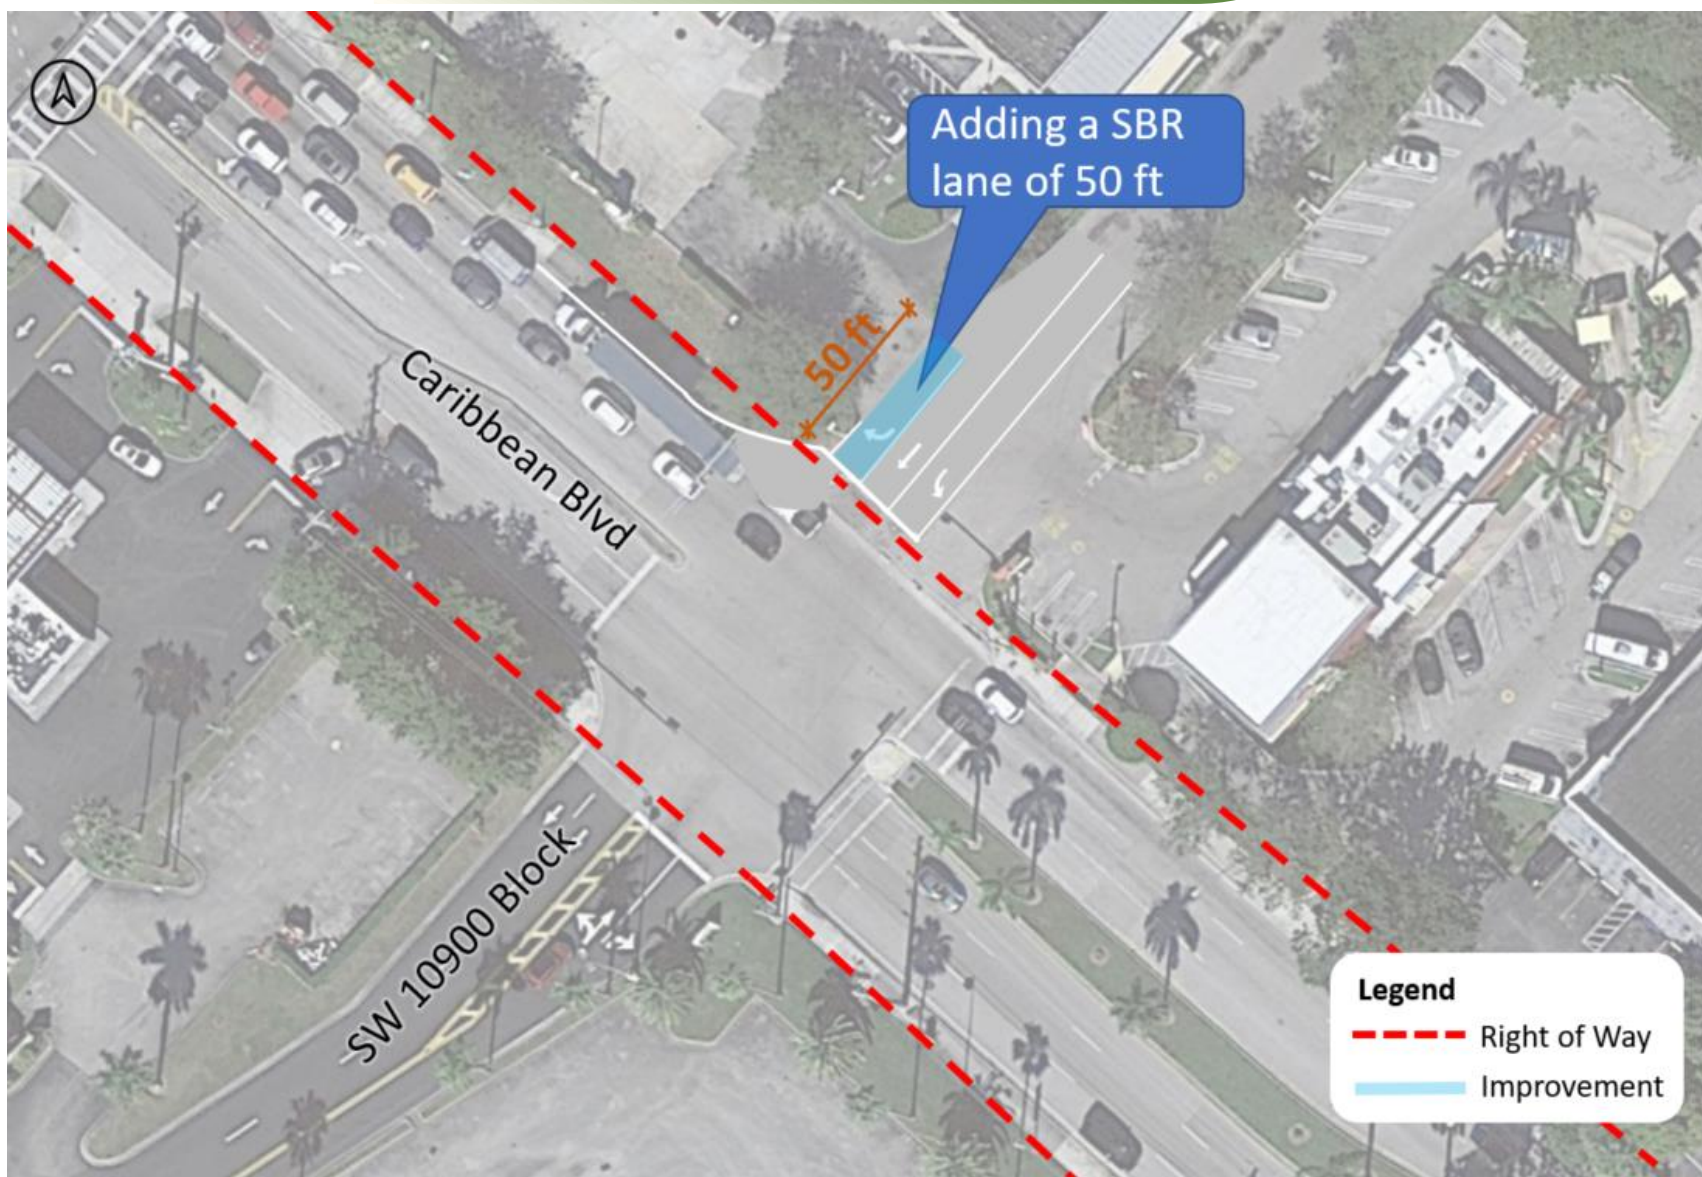 Adding a SBR
lane of 50 ft
50 ft
Caribbean Blvd
SW 10900 Block
Legend
Right of Way
Improvement